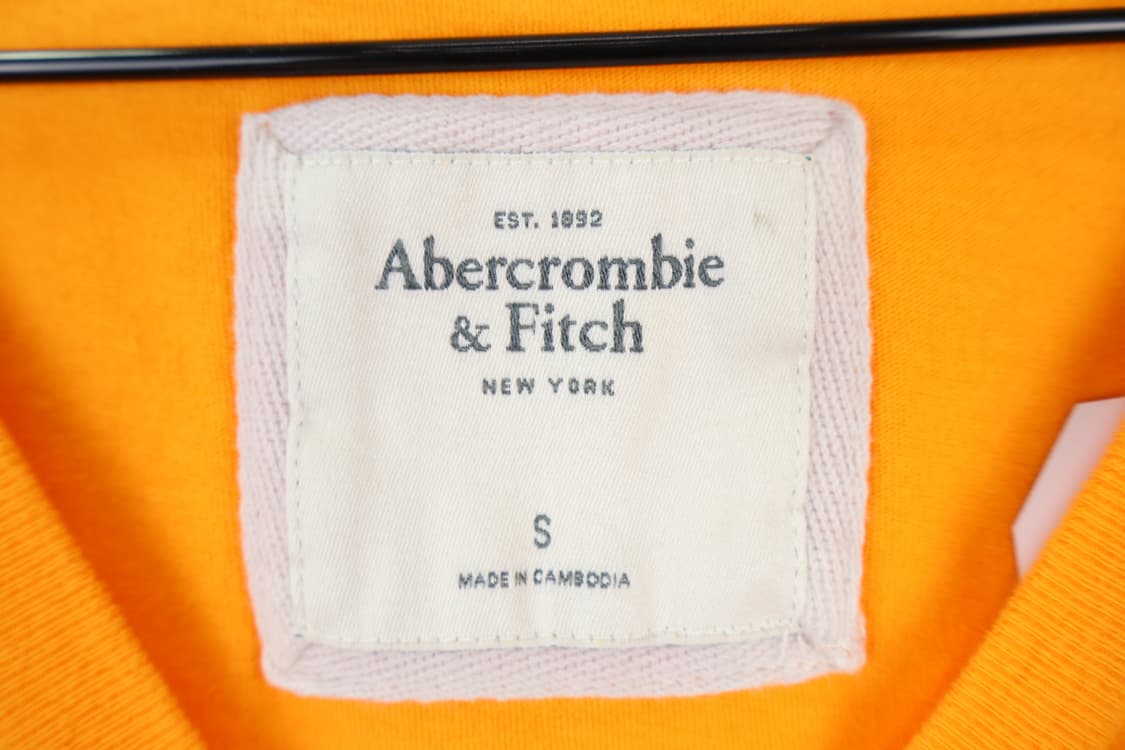 EST. 1892
Abercrombie
& Fitch
NEW YORK
S
MADE IN CAMBODIA